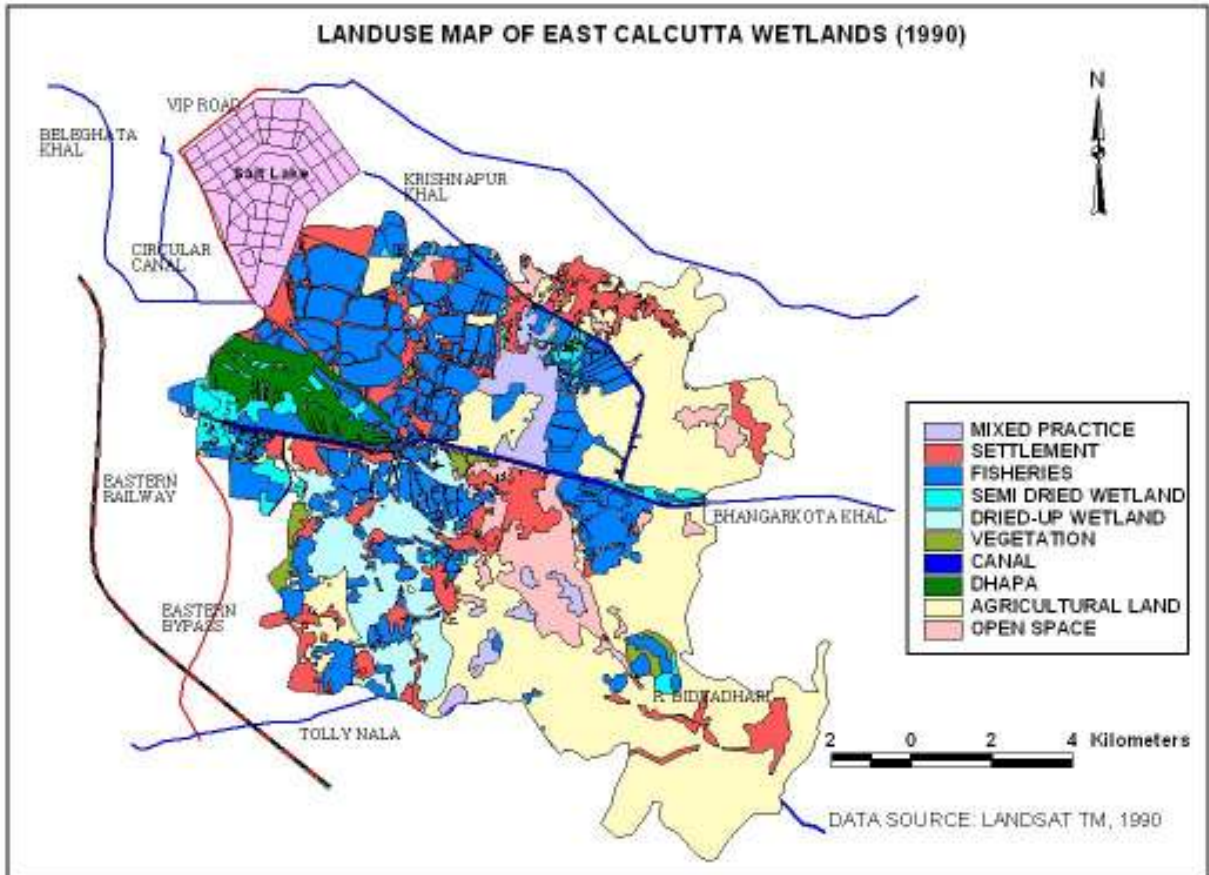 LANDUSE MAP OF EAST CALCUTTA WETLANDS (1990)
N
VIP ROAD
BELEGHATA
KHAL
Salt Lake
KRISHNAPUR
KHAL
CIRCULAR
CANAL
EASTERN
RAILWAY
BHANGARKOTA KHAL
EASTERN
BYPASS
R. BIDYADHARI
TOLLY NALA
MIXED PRACTICE
SETTLEMENT
FISHERIES
SEMI DRIED WETLAND
DRIED-UP WETLAND
VEGETATION
CANAL
DHAPA
AGRICULTURAL LAND
OPEN SPACE
2 0 2 4 Kilometers
DATA SOURCE: LANDSAT TM, 1990